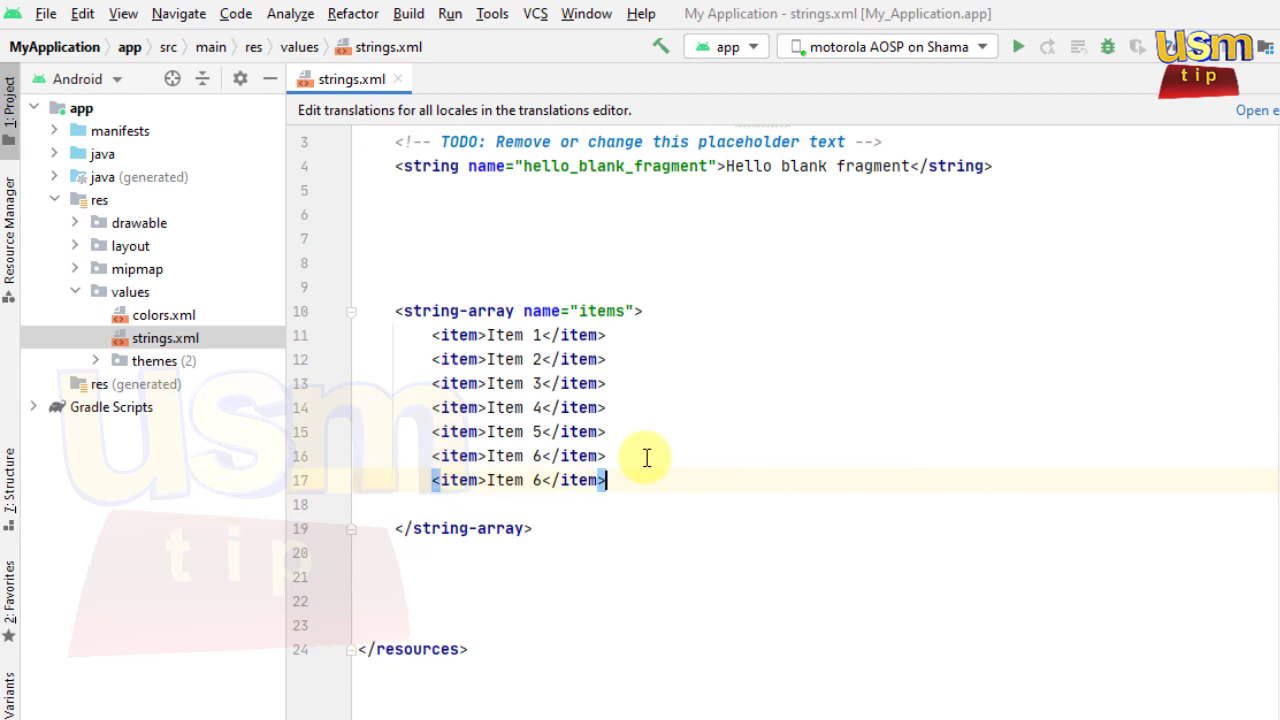 File Edit View Navigate Code Analyze Refactor Build Run Tools VCS Window Help My Application - strings.xml [My_Application.app]
MyApplication app src main res values strings.xml app motorola AOSP on Shama
usm
tip
1: Project
Resource Manager
7: Structure
2: Favorites
Variants
Android
app
manifests
java
java (generated)
res
drawable
layout
mipmap
values
colors.xml
strings.xml
themes (2)
res (generated)
Gradle Scripts
strings.xml
Edit translations for all locales in the translations editor. Open e
3 <!-- TODO: Remove or change this placeholder text -->
4 <string name="hello_blank_fragment">Hello blank fragment</string>
5
6
7
8
9
10 <string-array name="items">
11 <item>Item 1</item>
12 <item>Item 2</item>
13 <item>Item 3</item>
14 <item>Item 4</item>
15 <item>Item 5</item>
16 <item>Item 6</item>
17 <item>Item 6</item>
18
19 </string-array>
20
21
22
23
24 </resources>
usm
tip